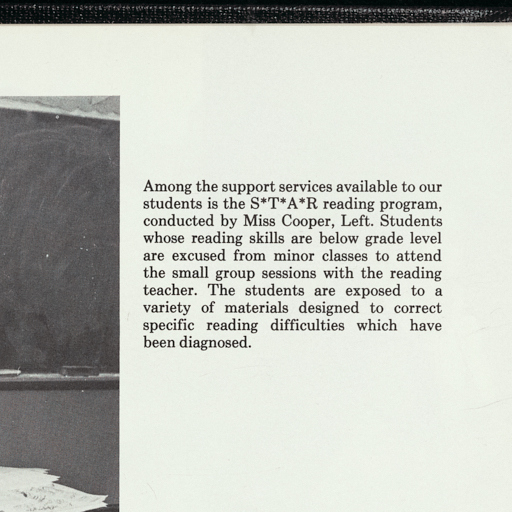 Among the support services available to our
students is the S*T*A*R reading program,
conducted by Miss Cooper, Left. Students
whose reading skills are below grade level
are excused from minor classes to attend
the small group sessions with the reading
teacher. The students are exposed to a
variety of materials designed to correct
specific reading difficulties which have
been diagnosed.